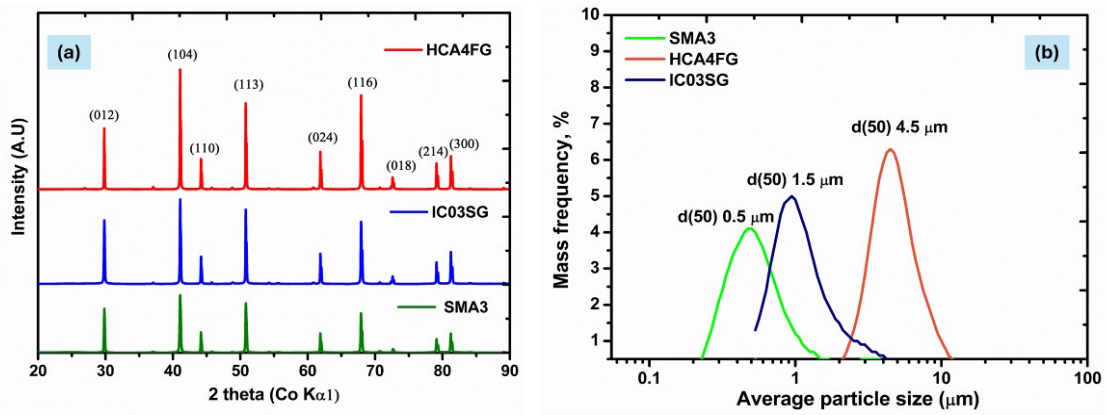 (a)
HCA4FG
(104)
(116)
(113)
(012)
(024)
(300)
(110)
(214)
(018)
IC03SG
SMA3
Intensity (A.U)
20 30 40 50 60 70 80 90
2 theta (Co Kα1)
(b)
SMA3
HCA4FG
IC03SG
d(50) 4.5 μm
d(50) 1.5 μm
d(50) 0.5 μm
Mass frequency, %
10
9
8
7
6
5
4
3
2
1
0.1 1 10 100
Average particle size (μm)